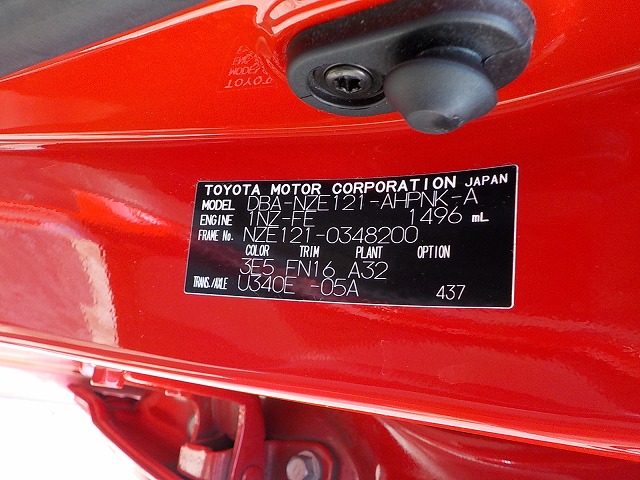 TOYOTA MOTOR CORPORATION JAPAN
MODEL DBA-NZE121-AHPNK-A
ENGINE 1NZ-FE 1496 mL
FRAME No. NZE121-0348200
COLOR TRIM PLANT OPTION
3E5 FN16 A32
TRANS./AXLE U340E -05A
437